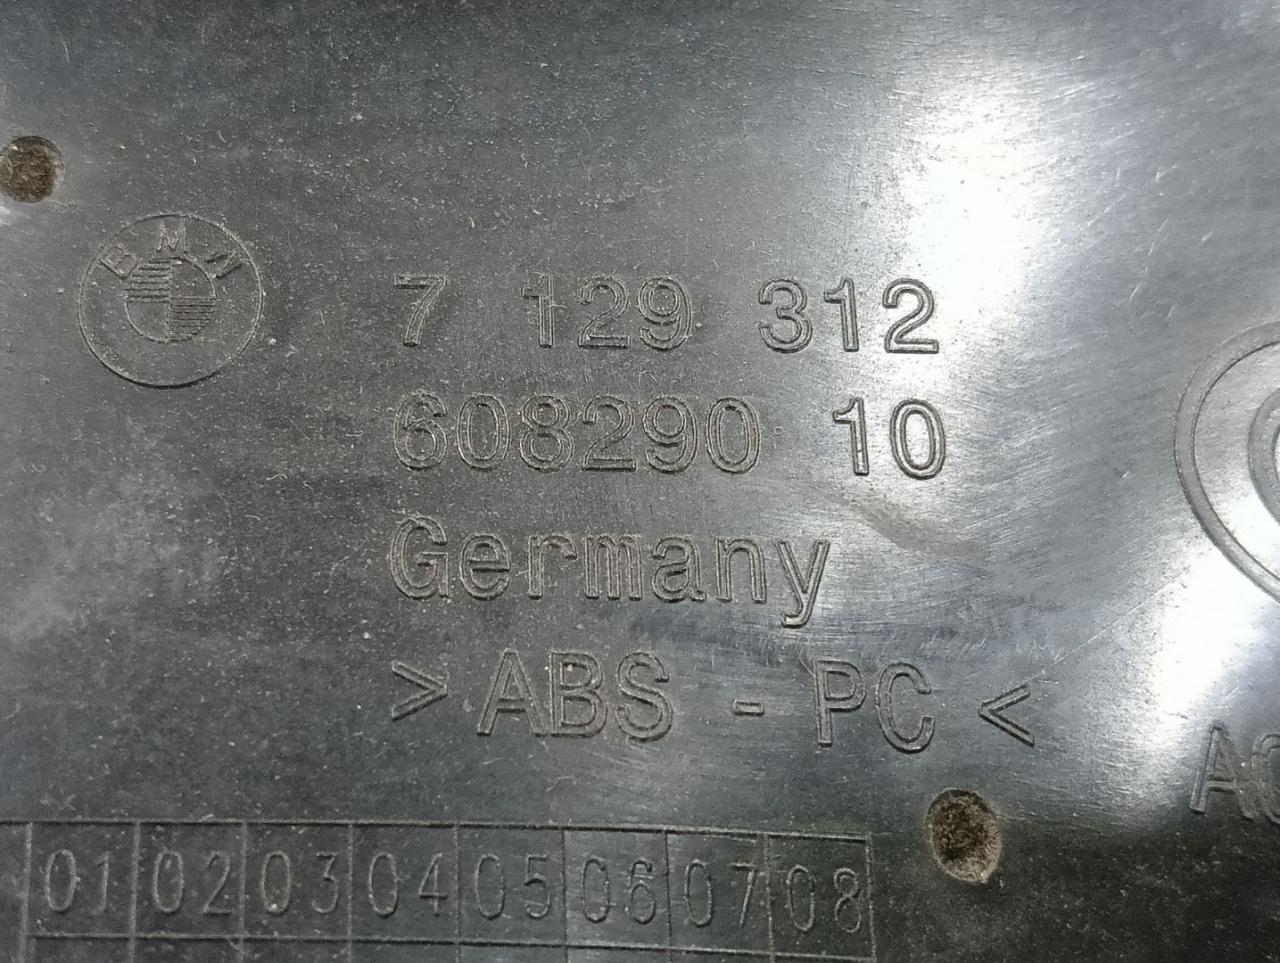 BMW
7 129 312
608290 10
Germany
> ABS - PC <
01 02 03 04 05 06 07 08